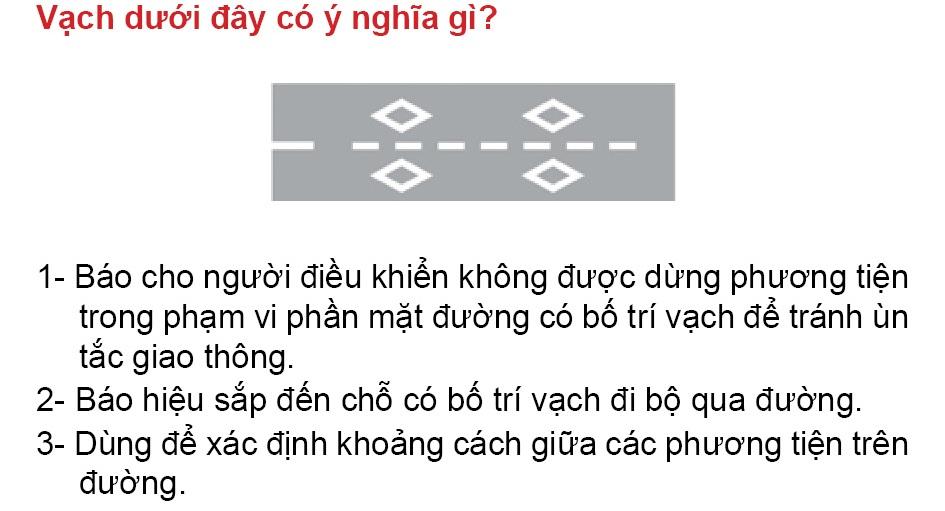 Vạch dưới đây có ý nghĩa gì?
1- Báo cho người điều khiển không được dừng phương tiện
trong phạm vi phần mặt đường có bố trí vạch để tránh ùn
tắc giao thông.
2- Báo hiệu sắp đến chỗ có bố trí vạch đi bộ qua đường.
3- Dùng để xác định khoảng cách giữa các phương tiện trên
đường.